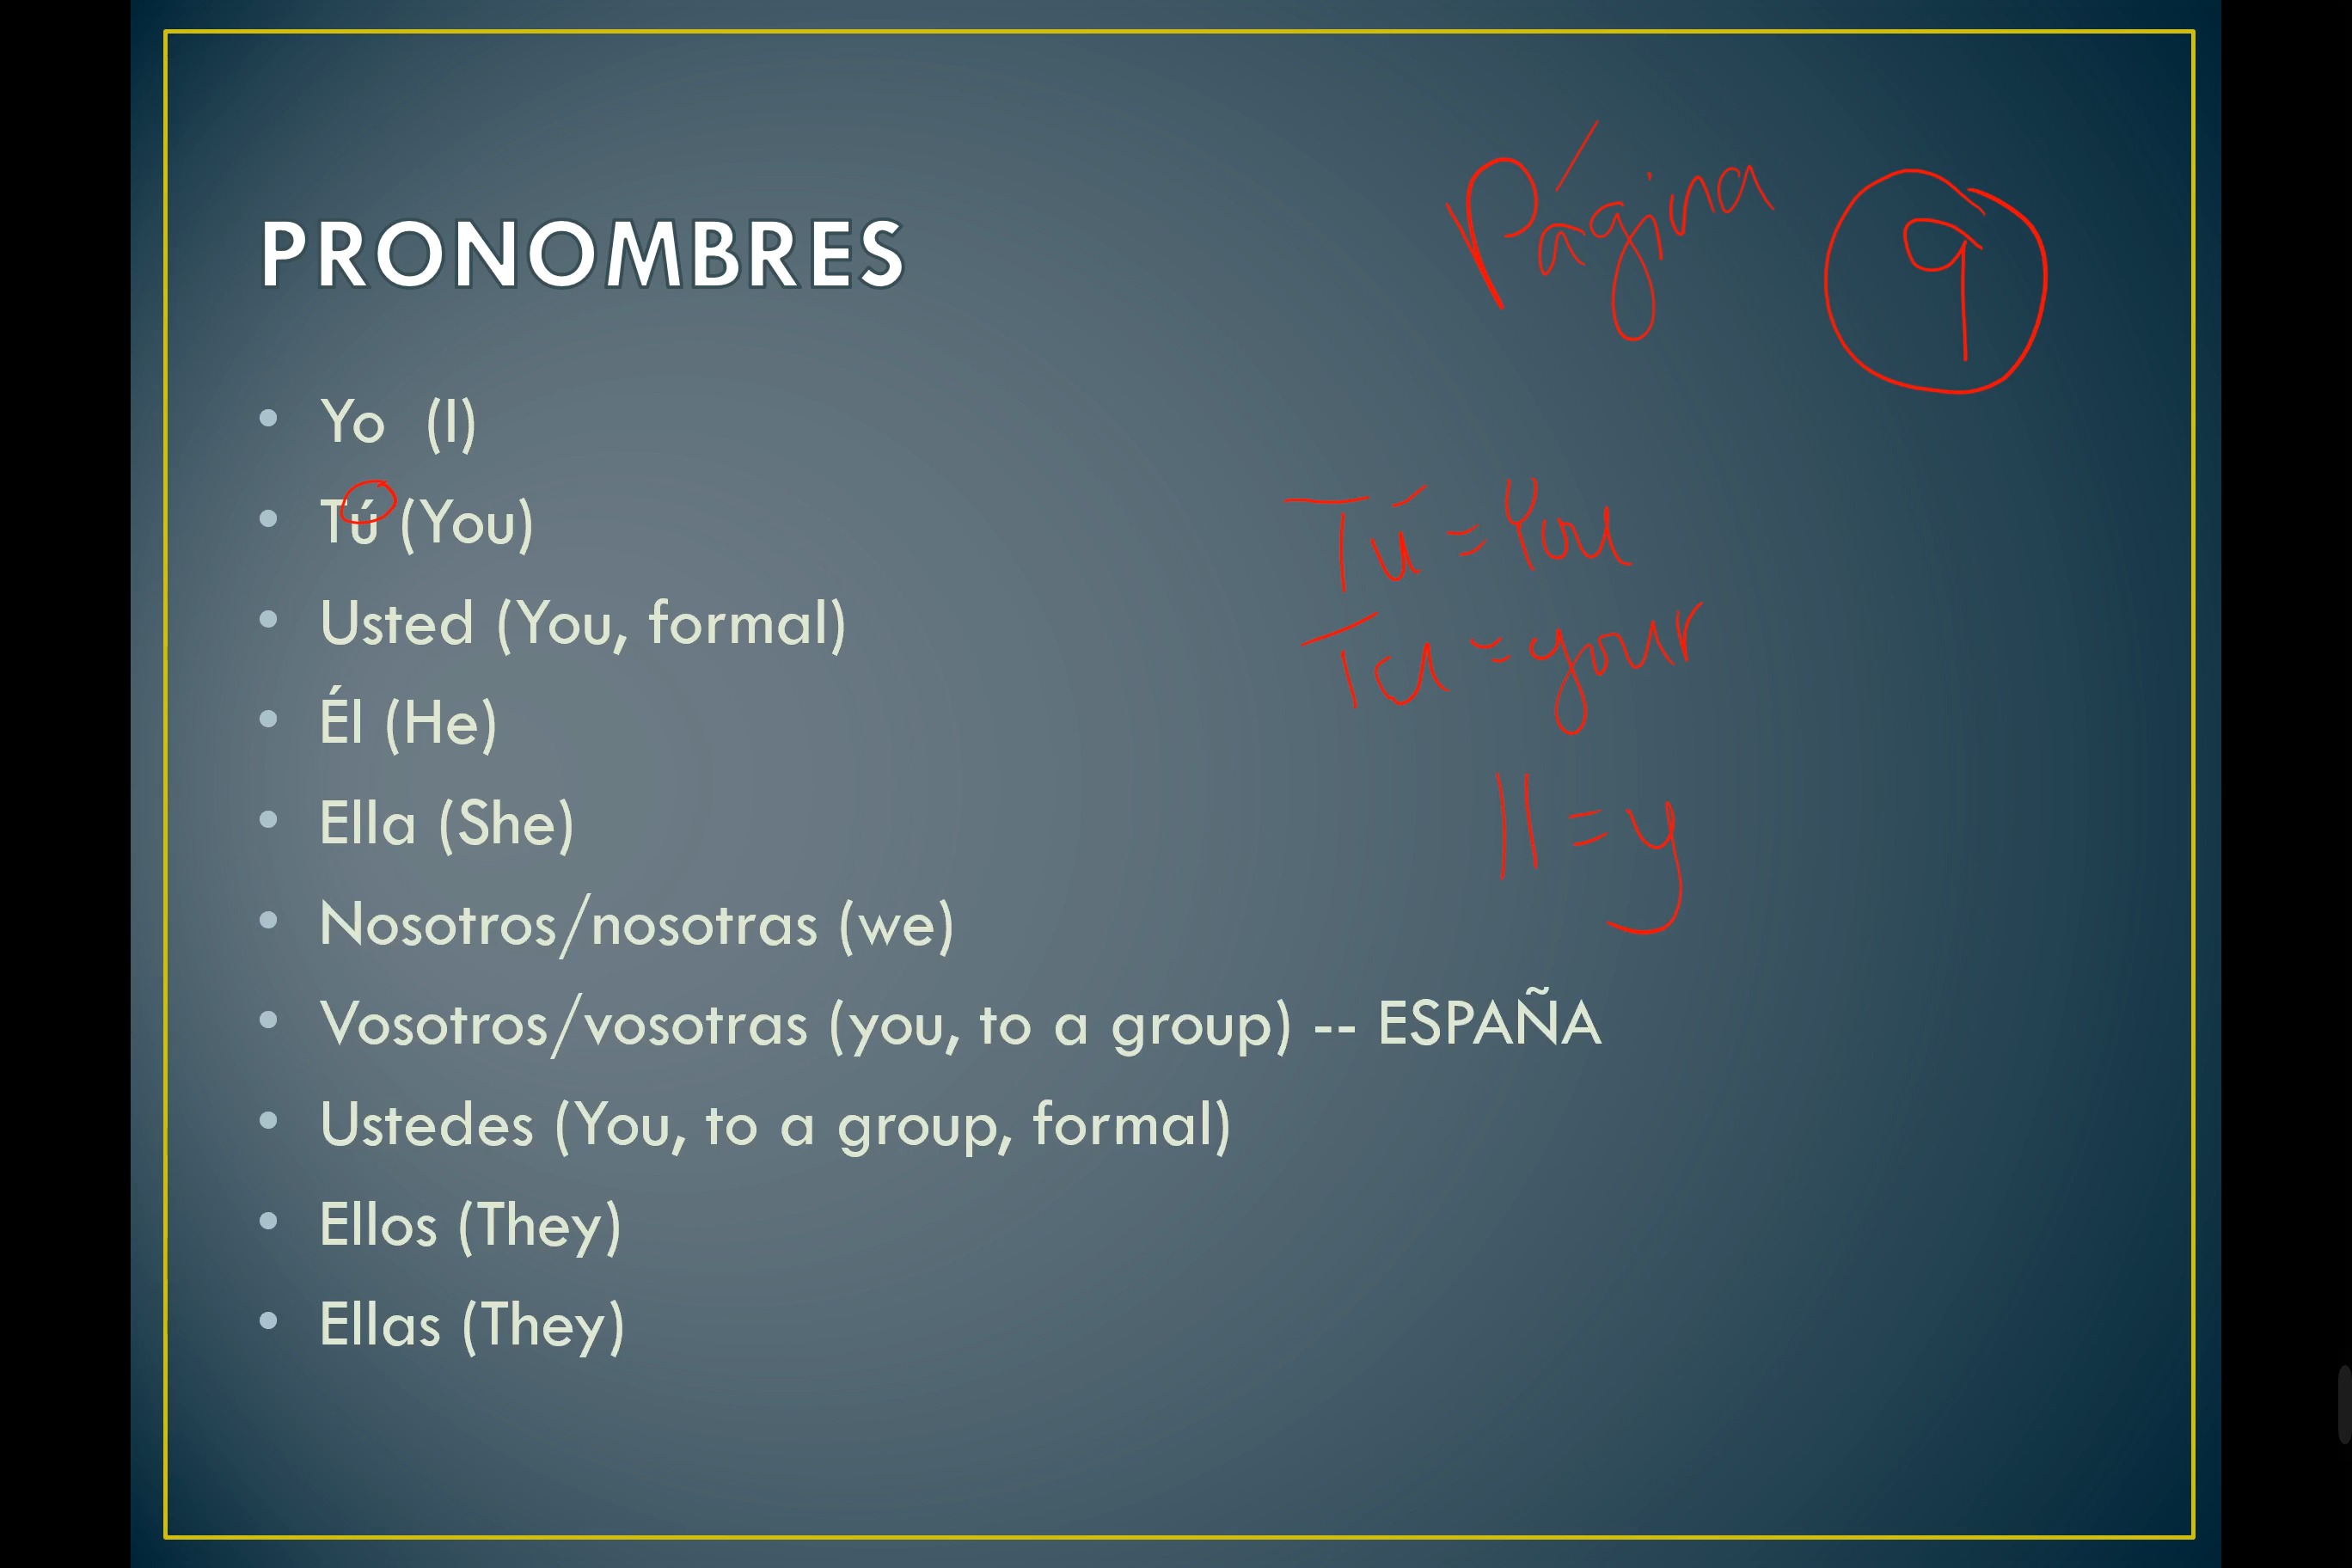 Página 9
PRONOMBRES
• Yo (I)
• Tú (You)
Tú = You
• Usted (You, formal)
Tu = your
• Él (He)
• Ella (She)
ll = y
• Nosotros/nosotras (we)
• Vosotros/vosotras (you, to a group) -- ESPAÑA
• Ustedes (You, to a group, formal)
• Ellos (They)
• Ellas (They)